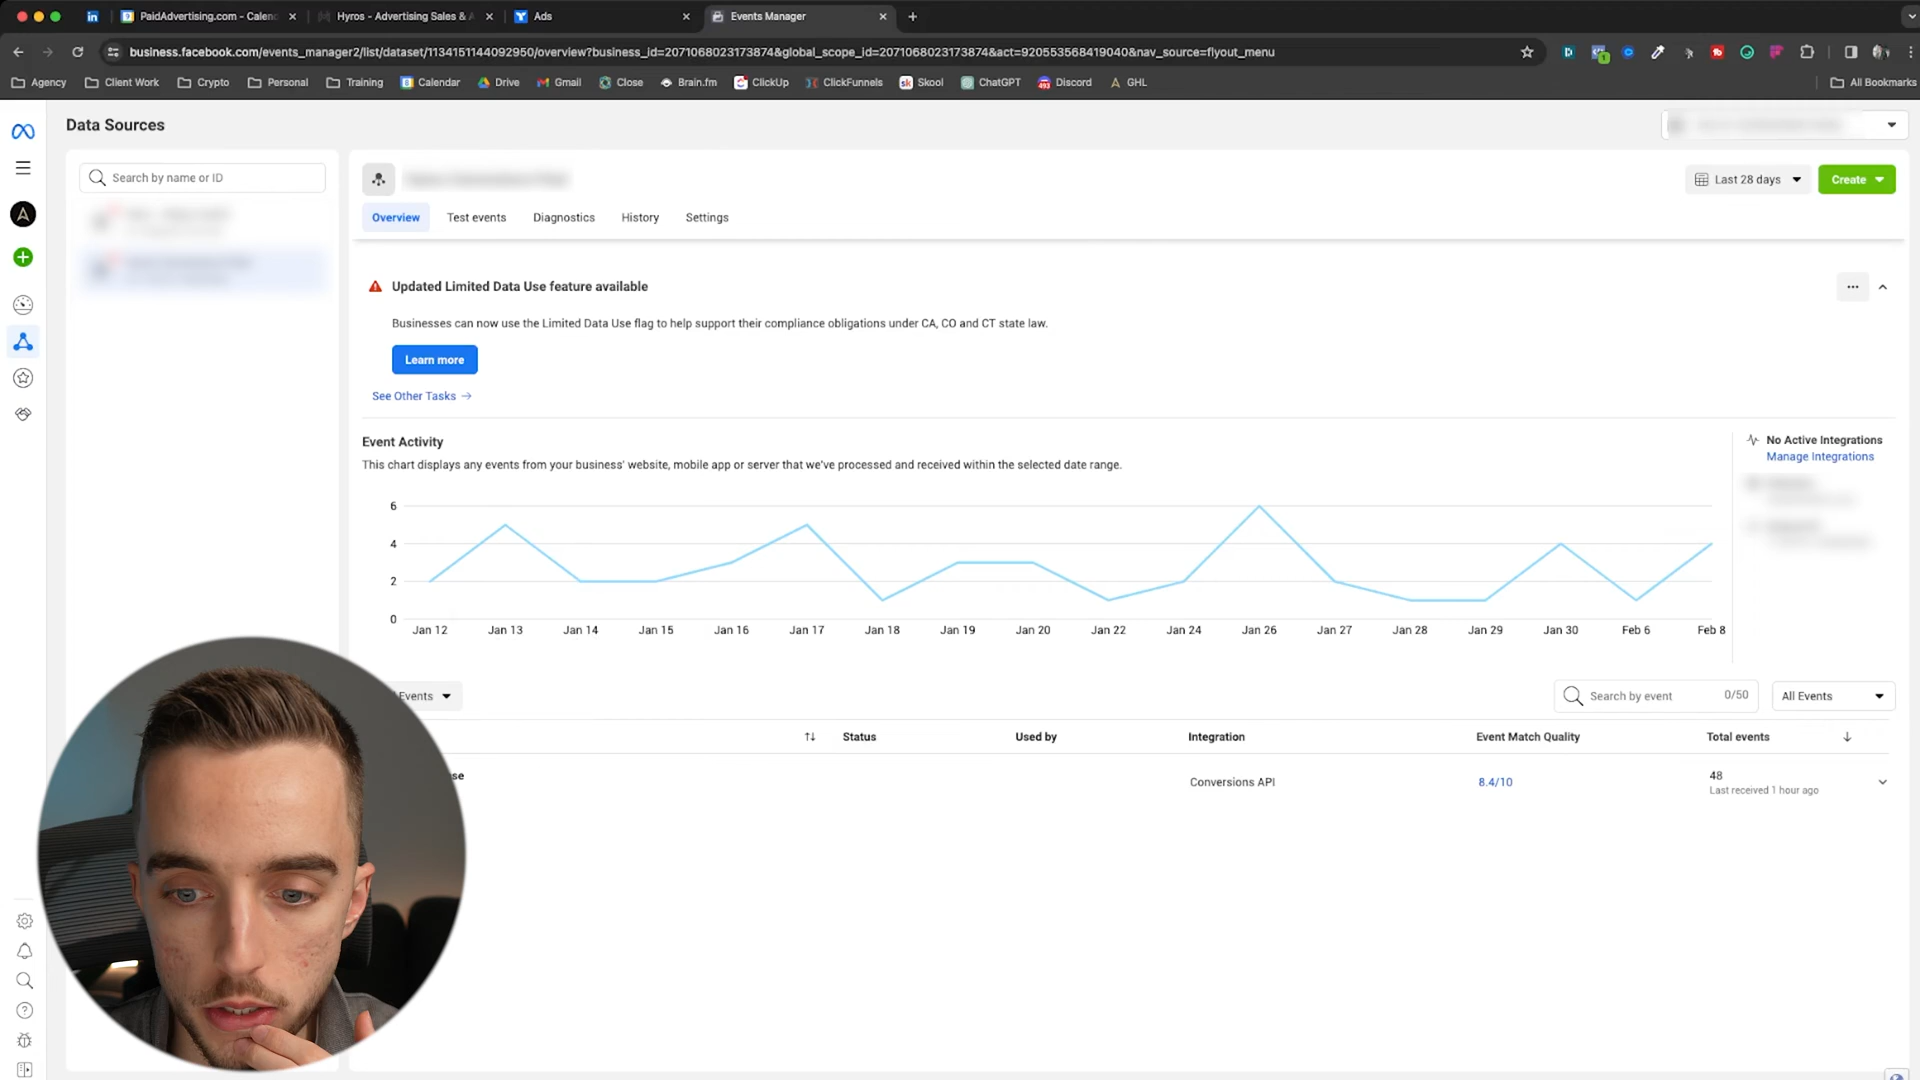 PaidAdvertising.com - Calend
Hyros - Advertising Sales & A
Ads
Events Manager
business.facebook.com/events_manager2/list/dataset/1134151144092950/overview?business_id=2071068023173874&global_scope_id=2071068023173874&act=920553568419040&nav_source=flyout_menu
Agency
Client Work
Crypto
Personal
Training
Calendar
Drive
Gmail
Close
Brain.fm
ClickUp
ClickFunnels
Skool
ChatGPT
Discord
GHL
All Bookmarks
Data Sources
Search by name or ID
Last 28 days
Create
Overview
Test events
Diagnostics
History
Settings
Updated Limited Data Use feature available
Businesses can now use the Limited Data Use flag to help support their compliance obligations under CA, CO and CT state law.
Learn more
See Other Tasks
Event Activity
This chart displays any events from your business' website, mobile app or server that we've processed and received within the selected date range.
No Active Integrations
Manage Integrations
6
4
2
0
Jan 12 Jan 13 Jan 14 Jan 15 Jan 16 Jan 17 Jan 18 Jan 19 Jan 20 Jan 22 Jan 24 Jan 26 Jan 27 Jan 28 Jan 29 Jan 30 Feb 6 Feb 8
Events
Search by event
0/50
All Events
Status
Used by
Integration
Event Match Quality
Total events
se
Conversions API
8.4/10
48
Last received 1 hour ago